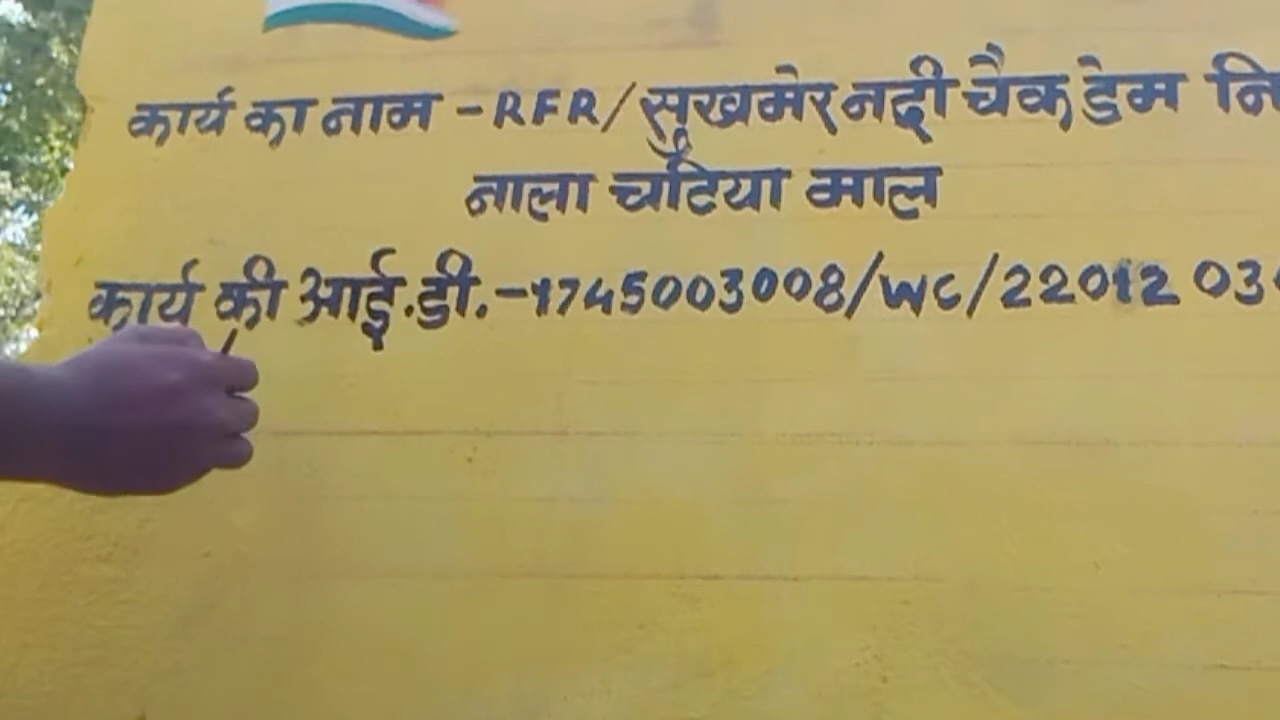 कार्य का नाम - RFR/सुखमेर नदी चैक डेम नि
नाला चटिया माल
कार्य की आई.डी.-1745003008/WC/22012 03